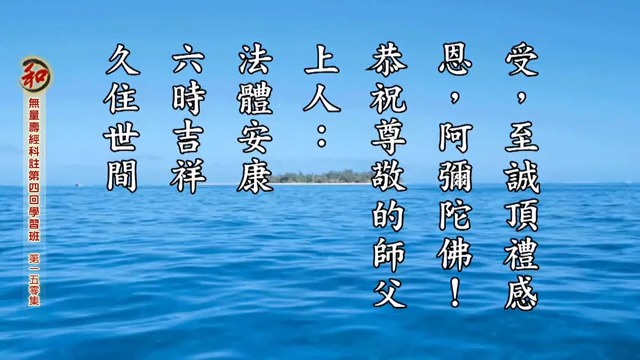 受，至誠頂禮感
恩，阿彌陀佛！
恭祝尊敬的師父
上人：
法體安康
六時吉祥
久住世間
和
無量壽經科註第四回學習班
第一五零集